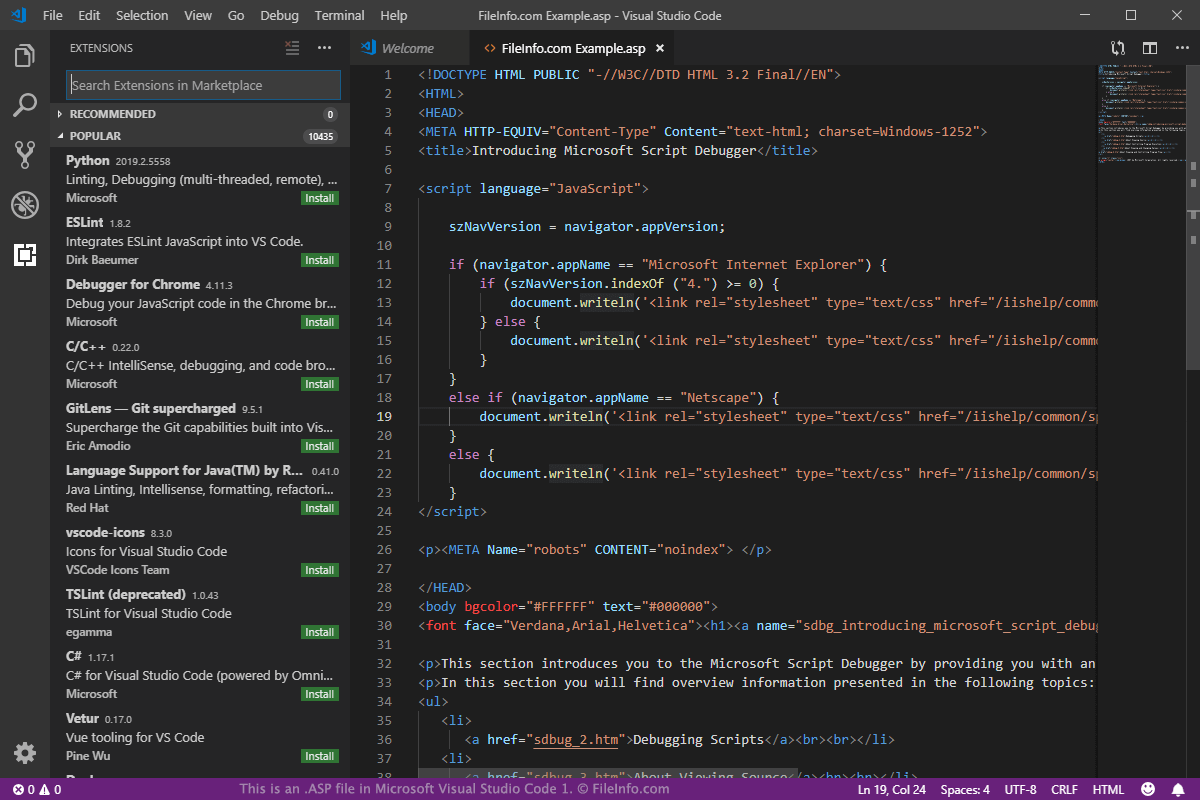 File Edit Selection View Go Debug Terminal Help FileInfo.com Example.asp - Visual Studio Code
EXTENSIONS
Search Extensions in Marketplace
RECOMMENDED 0
POPULAR 10435
Python 2019.2.5558
Linting, Debugging (multi-threaded, remote), ...
Microsoft Install
ESLint 1.8.2
Integrates ESLint JavaScript into VS Code.
Dirk Baeumer Install
Debugger for Chrome 4.11.3
Debug your JavaScript code in the Chrome br...
Microsoft Install
C/C++ 0.22.0
C/C++ IntelliSense, debugging, and code bro...
Microsoft Install
GitLens — Git supercharged 9.5.1
Supercharge the Git capabilities built into Vis...
Eric Amodio Install
Language Support for Java(TM) by R... 0.41.0
Java Linting, Intellisense, formatting, refactori...
Red Hat Install
vscode-icons 8.3.0
Icons for Visual Studio Code
VSCode Icons Team Install
TSLint (deprecated) 1.0.43
TSLint for Visual Studio Code
egamma Install
C# 1.17.1
C# for Visual Studio Code (powered by Omni...
Microsoft Install
Vetur 0.17.0
Vue tooling for VS Code
Pine Wu Install
Welcome FileInfo.com Example.asp ×
1 <!DOCTYPE HTML PUBLIC "-//W3C//DTD HTML 3.2 Final//EN">
2 <HTML>
3 <HEAD>
4 <META HTTP-EQUIV="Content-Type" Content="text-html; charset=Windows-1252">
5 <title>Introducing Microsoft Script Debugger</title>
6
7 <script language="JavaScript">
8
9 szNavVersion = navigator.appVersion;
10
11 if (navigator.appName == "Microsoft Internet Explorer") {
12 if (szNavVersion.indexOf ("4.") >= 0) {
13 document.writeln('<link rel="stylesheet" type="text/css" href="/iishelp/comm
14 } else {
15 document.writeln('<link rel="stylesheet" type="text/css" href="/iishelp/comm
16 }
17 }
18 else if (navigator.appName == "Netscape") {
19 document.writeln('<link rel="stylesheet" type="text/css" href="/iishelp/common/sp
20 }
21 else {
22 document.writeln('<link rel="stylesheet" type="text/css" href="/iishelp/common/sp
23 }
24 </script>
25
26 <p><META Name="robots" CONTENT="noindex"> </p>
27
28 </HEAD>
29 <body bgcolor="#FFFFFF" text="#000000">
30 <font face="Verdana,Arial,Helvetica"><h1><a name="sdbg_introducing_microsoft_script_debug
31
32 <p>This section introduces you to the Microsoft Script Debugger by providing you with an
33 <p>In this section you will find overview information presented in the following topics:
34 <ul>
35 <li>
36 <a href="sdbug_2.htm">Debugging Scripts</a><br><br></li>
37 <li>
38 <a href="sdbug_3.htm">About Viewing Source</a><br><br></li>
0 0 This is an .ASP file in Microsoft Visual Studio Code 1. © FileInfo.com Ln 19, Col 24 Spaces: 4 UTF-8 CRLF HTML